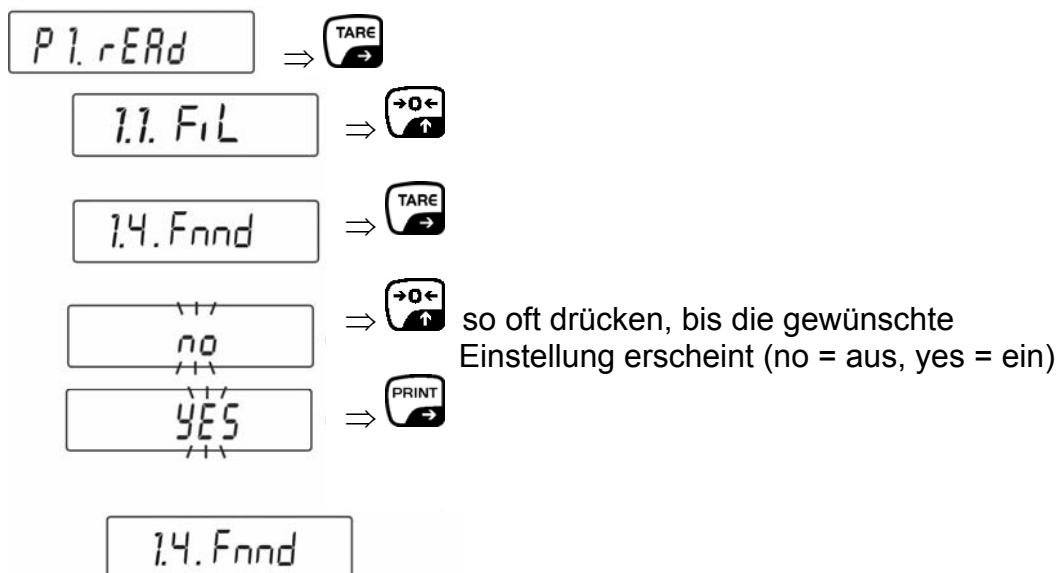 P1.rEAd ⇒ TARE →
1.1. FiL ⇒ →0← ↑
1.4.Fnnd ⇒ TARE →
no ⇒ →0← ↑ so oft drücken, bis die gewünschte
Einstellung erscheint (no = aus, yes = ein)
YES ⇒ PRINT →
1.4.Fnnd